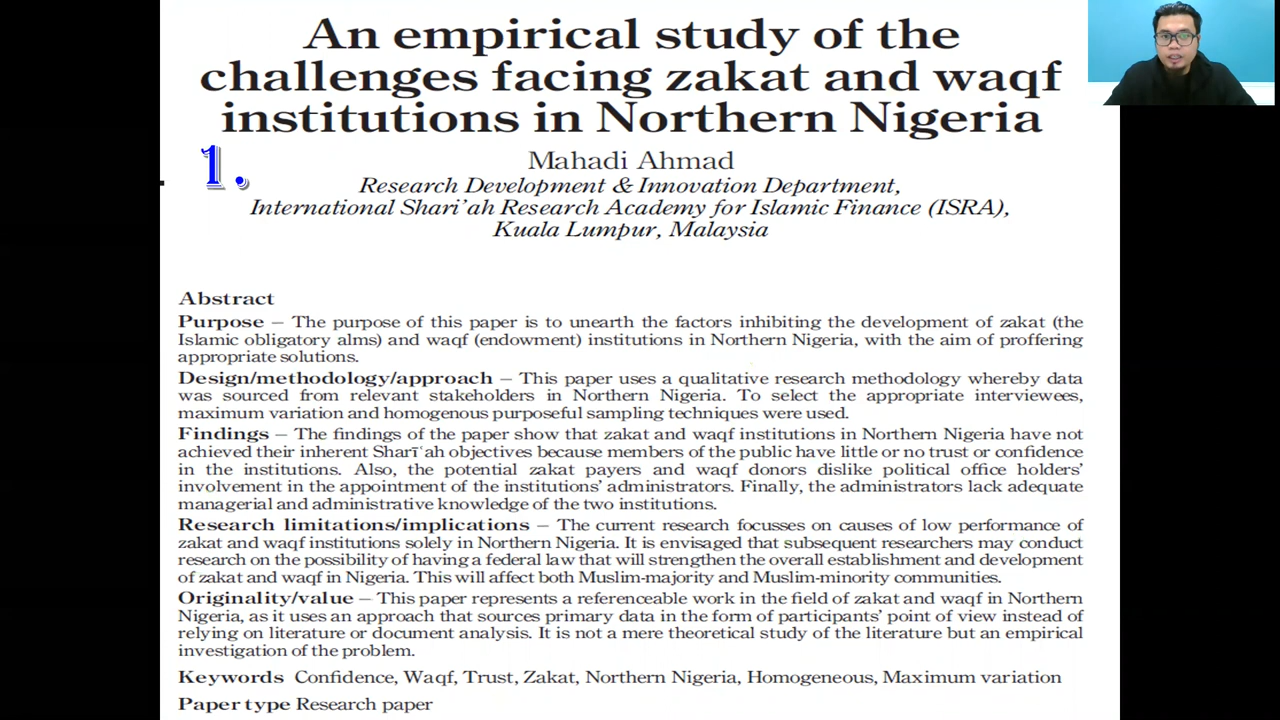 An empirical study of the
challenges facing zakat and waqf
institutions in Northern Nigeria
1.
Mahadi Ahmad
Research Development & Innovation Department,
International Shari'ah Research Academy for Islamic Finance (ISRA),
Kuala Lumpur, Malaysia
Abstract
Purpose – The purpose of this paper is to unearth the factors inhibiting the development of zakat (the
Islamic obligatory alms) and waqf (endowment) institutions in Northern Nigeria, with the aim of proffering
appropriate solutions.
Design/methodology/approach – This paper uses a qualitative research methodology whereby data
was sourced from relevant stakeholders in Northern Nigeria. To select the appropriate interviewees,
maximum variation and homogenous purposeful sampling techniques were used.
Findings – The findings of the paper show that zakat and waqf institutions in Northern Nigeria have not
achieved their inherent Sharīʿah objectives because members of the public have little or no trust or confidence
in the institutions. Also, the potential zakat payers and waqf donors dislike political office holders'
involvement in the appointment of the institutions' administrators. Finally, the administrators lack adequate
managerial and administrative knowledge of the two institutions.
Research limitations/implications – The current research focusses on causes of low performance of
zakat and waqf institutions solely in Northern Nigeria. It is envisaged that subsequent researchers may conduct
research on the possibility of having a federal law that will strengthen the overall establishment and development
of zakat and waqf in Nigeria. This will affect both Muslim-majority and Muslim-minority communities.
Originality/value – This paper represents a referenceable work in the field of zakat and waqf in Northern
Nigeria, as it uses an approach that sources primary data in the form of participants' point of view instead of
relying on literature or document analysis. It is not a mere theoretical study of the literature but an empirical
investigation of the problem.
Keywords Confidence, Waqf, Trust, Zakat, Northern Nigeria, Homogeneous, Maximum variation
Paper type Research paper